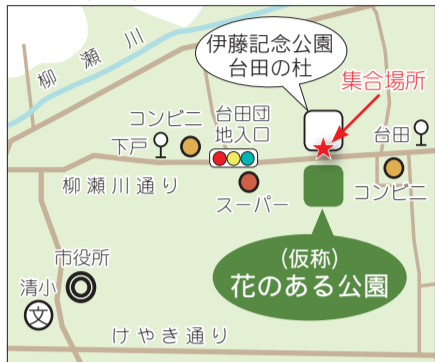 伊藤記念公園
台田の杜
柳瀬川
集合場所
コンビニ
台田団
地入口
下戸
台田
柳瀬川通り
スーパー
コンビニ
(仮称)
花のある公園
市役所
清小
文
けやき通り